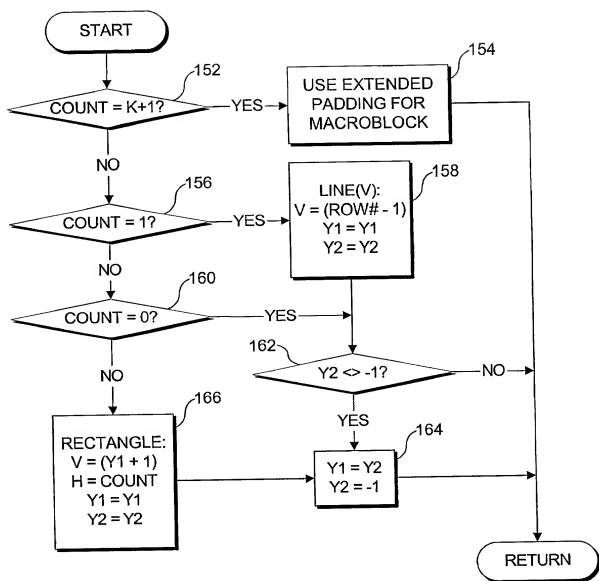 START
152
COUNT = K+1?
YES
154
USE EXTENDED
PADDING FOR
MACROBLOCK
NO
156
COUNT = 1?
YES
158
LINE(V):
V = (ROW# - 1)
Y1 = Y1
Y2 = Y2
NO
160
COUNT = 0?
YES
162
Y2 <> -1?
NO
NO
YES
166
RECTANGLE:
V = (Y1 + 1)
H = COUNT
Y1 = Y1
Y2 = Y2
164
Y1 = Y2
Y2 = -1
RETURN